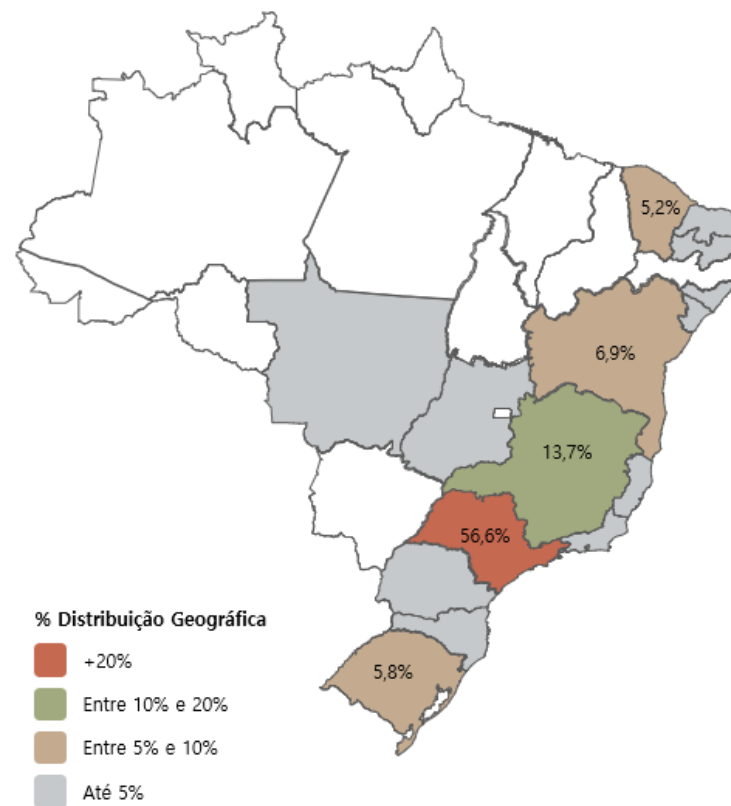 5,2%
6,9%
13,7%
56,6%
5,8%
% Distribuição Geográfica
+20%
Entre 10% e 20%
Entre 5% e 10%
Até 5%